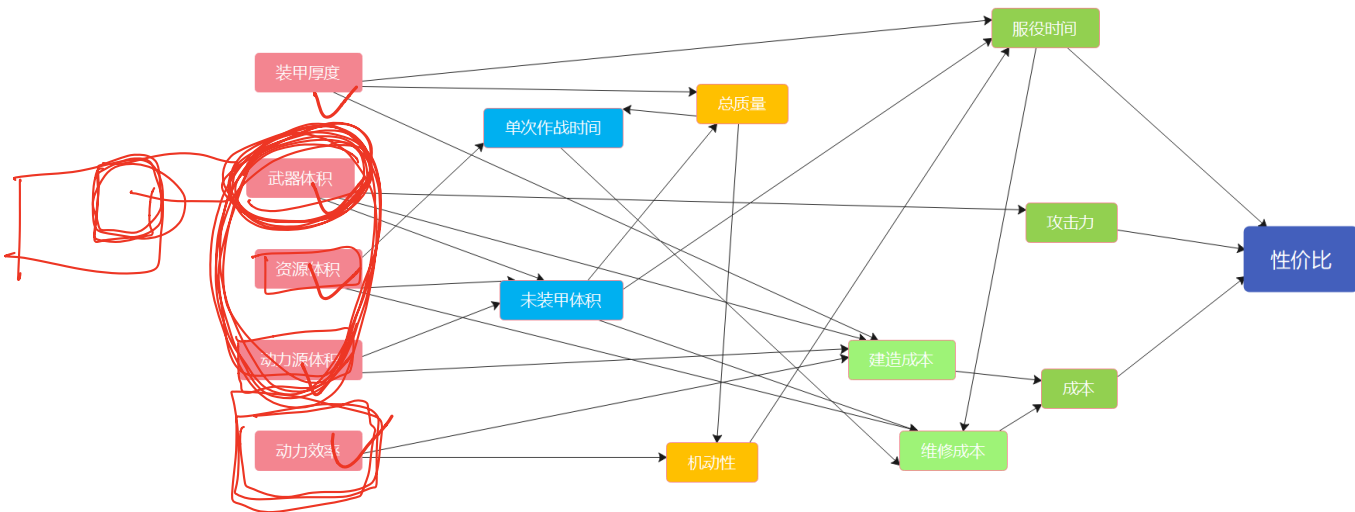 服役时间
装甲厚度
总质量
单次作战时间
武器体积
攻击力
资源体积
性价比
未装甲体积
动力源体积
建造成本
成本
动力效率
机动性
维修成本